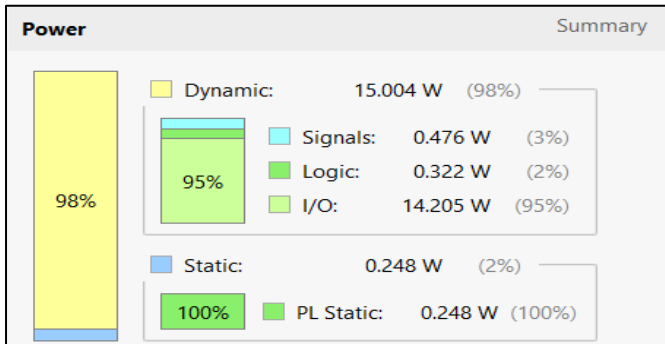 Power Summary
Dynamic: 15.004 W (98%)
Signals: 0.476 W (3%)
Logic: 0.322 W (2%)
95%
98%
I/O: 14.205 W (95%)
Static: 0.248 W (2%)
100% PL Static: 0.248 W (100%)